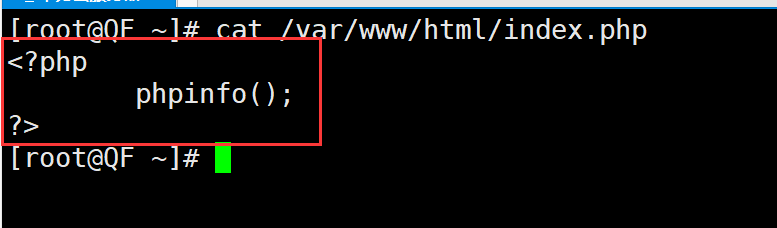 [root@QF ~]# cat /var/www/html/index.php
<?php
        phpinfo();
?>
[root@QF ~]#